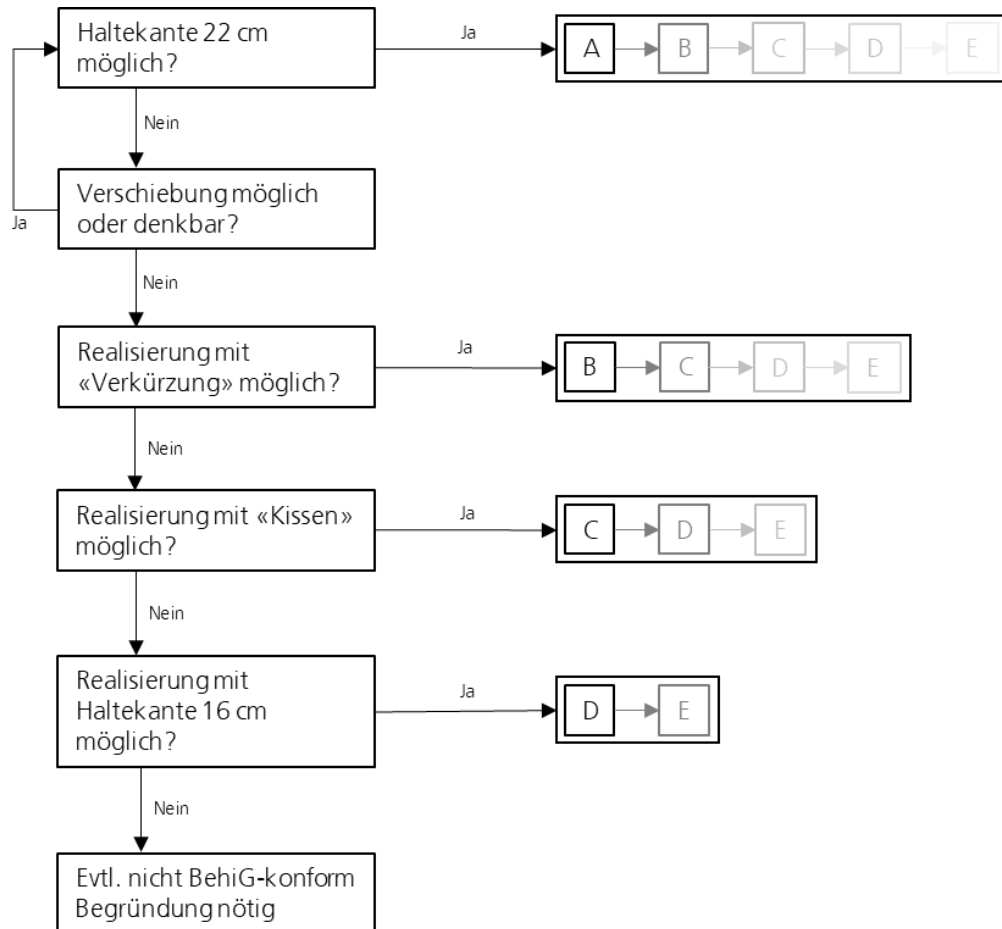 Haltekante 22 cm
möglich?
Ja
A B C D E
Nein
Verschiebung möglich
oder denkbar?
Ja
Nein
Realisierung mit
«Verkürzung» möglich?
Ja
B C D E
Nein
Realisierung mit «Kissen»
möglich?
Ja
C D E
Nein
Realisierung mit
Haltekante 16 cm
möglich?
Ja
D E
Nein
Evtl. nicht BehiG-konform
Begründung nötig